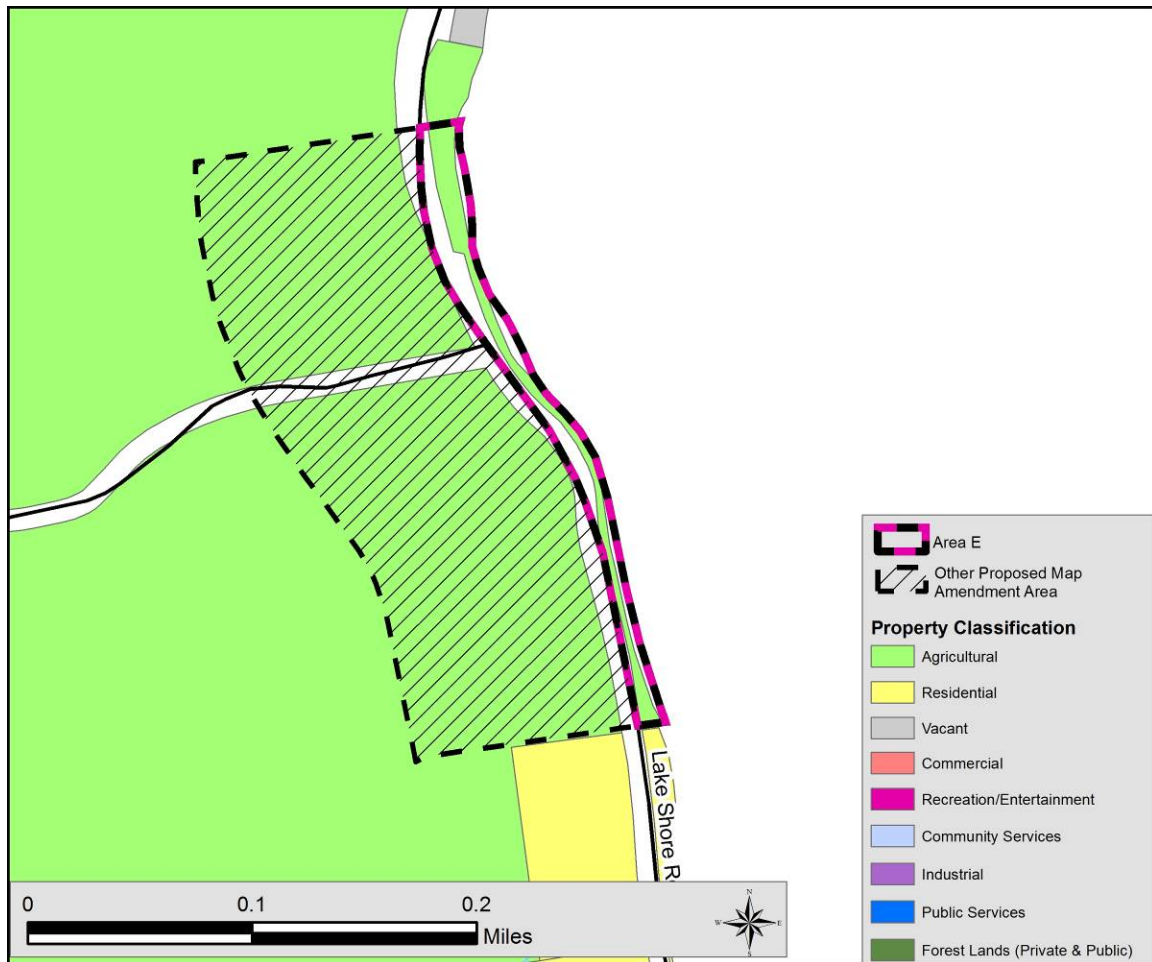 Lake Shore R
Area E
Other Proposed Map
Amendment Area
Property Classification
Agricultural
Residential
Vacant
Commercial
Recreation/Entertainment
Community Services
Industrial
Public Services
Forest Lands (Private & Public)
0 0.1 0.2
Miles
N
W E
S